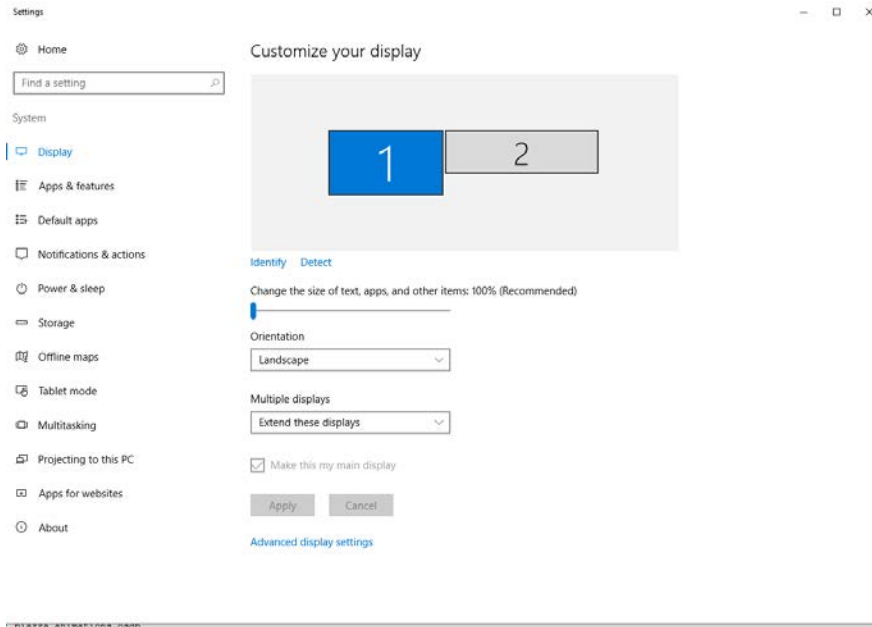 Settings
Home
Find a setting
System
Display
Apps & features
Default apps
Notifications & actions
Power & sleep
Storage
Offline maps
Tablet mode
Multitasking
Projecting to this PC
Apps for websites
About
Customize your display
1
2
Identify Detect
Change the size of text, apps, and other items: 100% (Recommended)
Orientation
Landscape
Multiple displays
Extend these displays
Make this my main display
Apply Cancel
Advanced display settings